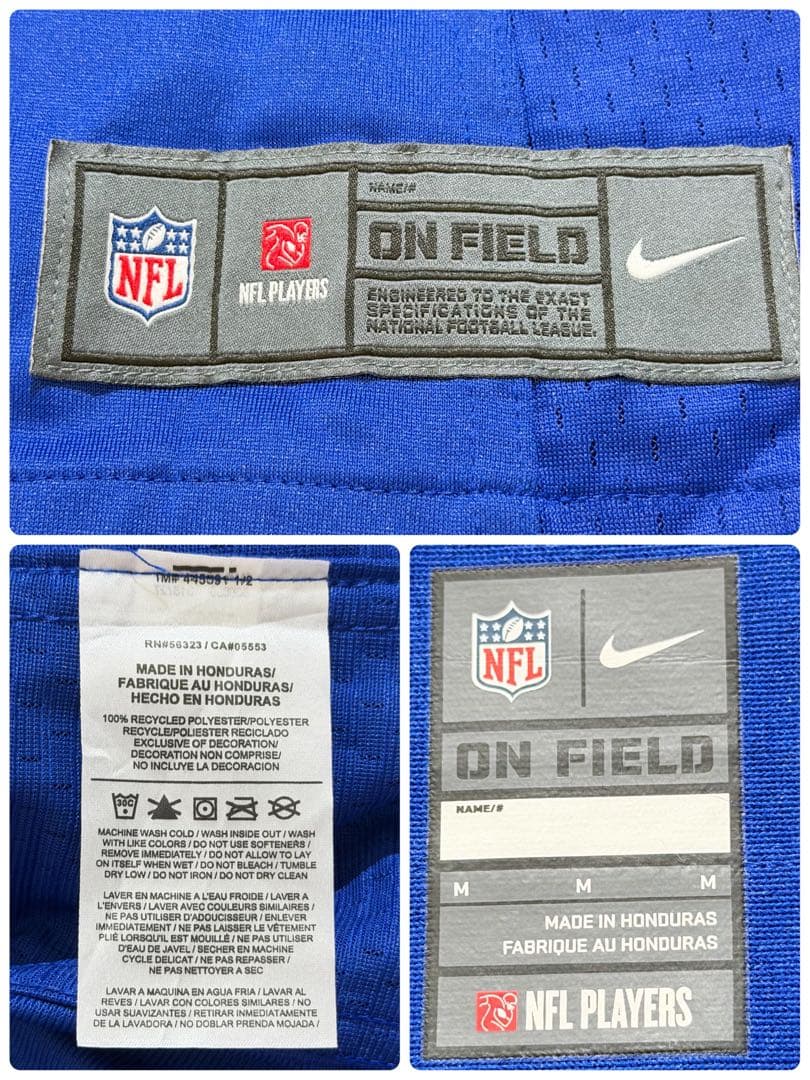 NFL
NFL PLAYERS
NAME/#
ON FIELD
ENGINEERED TO THE EXACT
SPECIFICATIONS OF THE
NATIONAL FOOTBALL LEAGUE.
RN#56323 / CA#05553
MADE IN HONDURAS/
FABRIQUE AU HONDURAS/
HECHO EN HONDURAS
100% RECYCLED POLYESTER/POLYESTER
RECYCLE/POLIESTER RECICLADO
EXCLUSIVE OF DECORATION/
DECORATION NON COMPRISE/
NO INCLUYE LA DECORACION
30C
MACHINE WASH COLD / WASH INSIDE OUT / WASH
WITH LIKE COLORS / DO NOT USE SOFTENERS /
REMOVE IMMEDIATELY / DO NOT ALLOW TO LAY
ON ITSELF WHEN WET / DO NOT BLEACH / TUMBLE
DRY LOW / DO NOT IRON / DO NOT DRY CLEAN
LAVER EN MACHINE A L'EAU FROIDE / LAVER A
L'ENVERS / LAVER AVEC COULEURS SIMILAIRES /
NE PAS UTILISER D'ADOUCISSEUR / ENLEVER
IMMEDIATEMENT / NE PAS LAISSER LE VÊTEMENT
PLIÉ LORSQU'IL EST MOUILLÉ / NE PAS UTILISER
D'EAU DE JAVEL / SECHER EN MACHINE
CYCLE DELICAT / NE PAS REPASSER /
NE PAS NETTOYER A SEC
LAVAR A MAQUINA EN AGUA FRIA / LAVAR AL
REVES / LAVAR CON COLORES SIMILARES / NO
USAR SUAVIZANTES / RETIRAR INMEDIATAMENTE
DE LA LAVADORA / NO DOBLAR PRENDA MOJADA /
NFL
ON FIELD
NAME/#
M M M
MADE IN HONDURAS
FABRIQUE AU HONDURAS
NFL PLAYERS